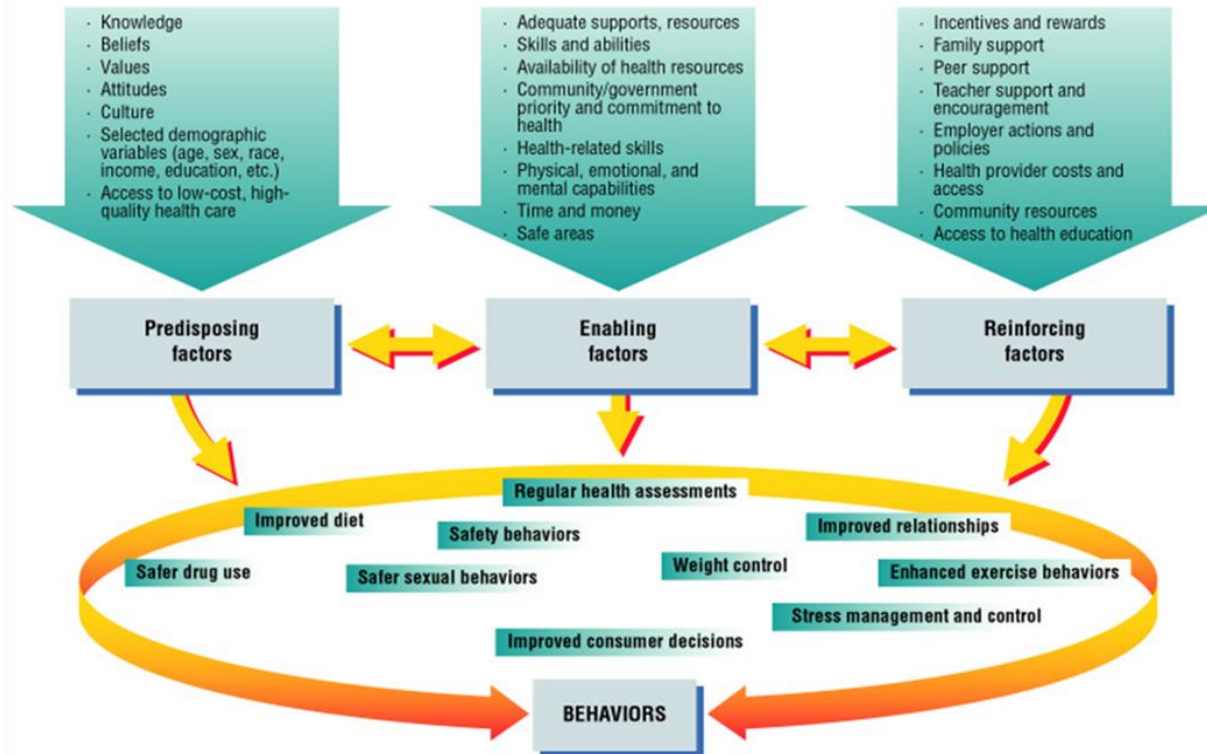 · Knowledge
· Beliefs
· Values
· Attitudes
· Culture
· Selected demographic
variables (age, sex, race,
income, education, etc.)
· Access to low-cost, high-
quality health care
· Adequate supports, resources
· Skills and abilities
· Availability of health resources
· Community/government
priority and commitment to
health
· Health-related skills
· Physical, emotional, and
mental capabilities
· Time and money
· Safe areas
· Incentives and rewards
· Family support
· Peer support
· Teacher support and
encouragement
· Employer actions and
policies
· Health provider costs and
access
· Community resources
· Access to health education
Predisposing
factors
Enabling
factors
Reinforcing
factors
Regular health assessments
Improved diet
Safety behaviors
Improved relationships
Safer drug use
Safer sexual behaviors
Weight control
Enhanced exercise behaviors
Stress management and control
Improved consumer decisions
BEHAVIORS